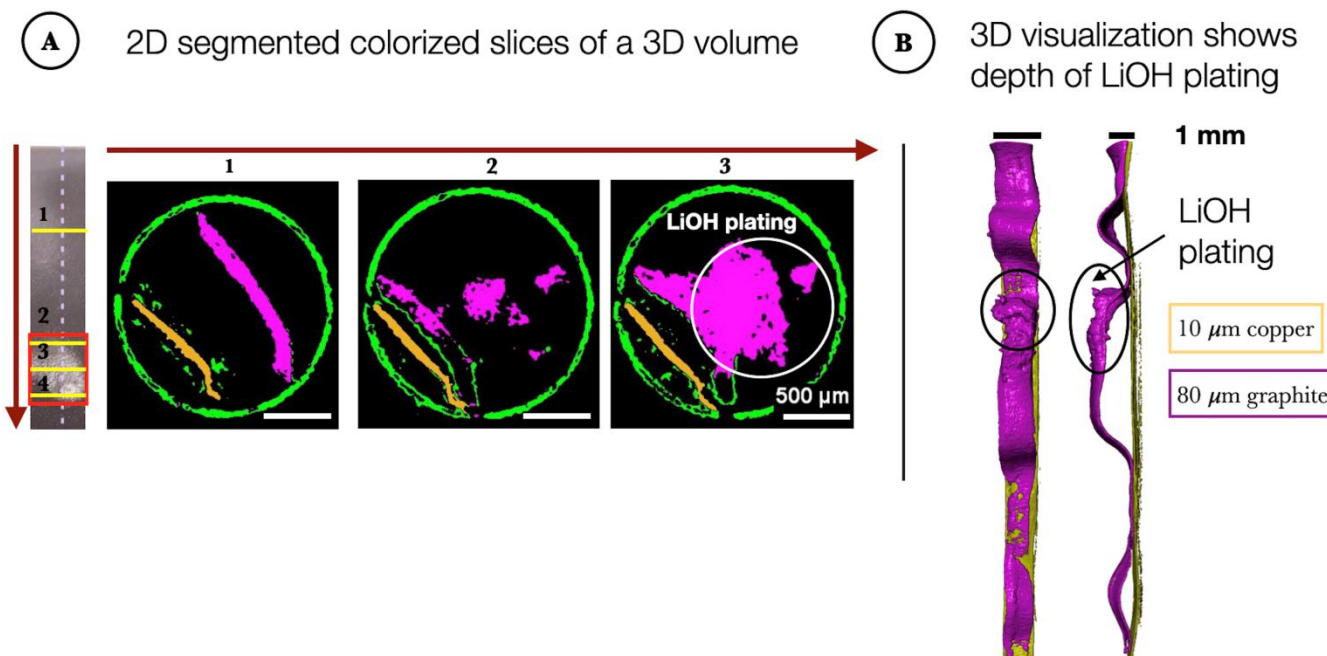 A
2D segmented colorized slices of a 3D volume
B
3D visualization shows
depth of LiOH plating
1
2
3
4
1
2
3
LiOH plating
500 µm
1 mm
LiOH
plating
10 µm copper
80 µm graphite